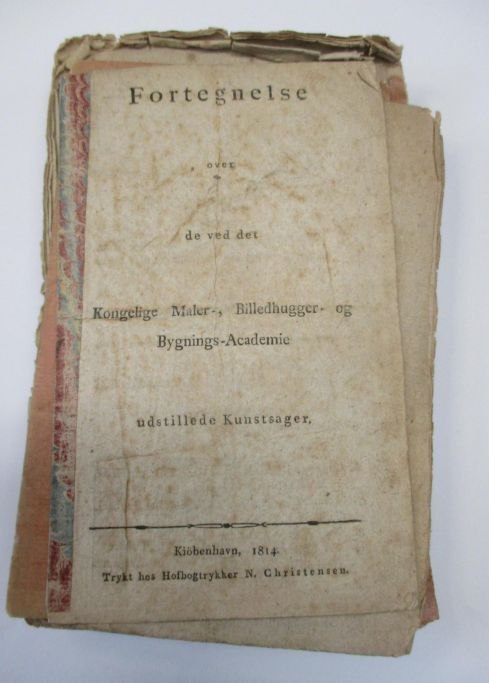 Fortegnelse
over
de ved det
Kongelige Maler-, Billedhugger- og
Bygnings-Academie
udstillede Kunstsager.
Kiöbenhavn, 1814.
Trykt hos Hofbogtrykker N. Christensen.